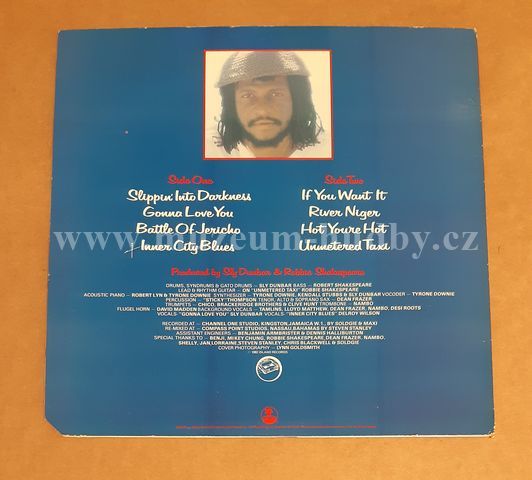 Side One
Slippin' Into Darkness
Gonna Love You
Battle Of Jericho
Inner City Blues
Side Two
If You Want It
River Niger
Hot You're Hot
Unmetered Taxi
Produced by Sly Dunbar & Robbie Shakespeare
DRUMS, SYNDRUMS & GATO DRUMS – SLY DUNBAR BASS – ROBERT SHAKESPEARE
LEAD & RHYTHM GUITAR – ON "UNMETERED TAXI" ROBBIE SHAKESPEARE
ACOUSTIC PIANO – ROBERT LYN & TYRONE DOWNIE SYNTHESIZER – TYRONE DOWNIE, KENDALL STUBBS & SLY DUNBAR VOCODER – TYRONE DOWNIE
PERCUSSION – "STICKY" THOMPSON TENOR, ALTO & SOPRANO SAX – DEAN FRAZER
TRUMPETS – CHICO, BRACKERIDGE BROTHERS & CLIVE HUNT TROMBONE – DEAN FRAZER, NAMBO
FLUGEL HORN – DAVID MADDEN BACKGROUND VOCALS – TAMLINS, LLOYD MATTHEW, DEAN FRAZER, NAMBO, DESI ROOTS
VOCALS – "GONNA LOVE YOU" SLY DUNBAR VOCALS – "INNER CITY BLUES" DELROY WILSON
RECORDED AT – CHANNEL ONE STUDIO, KINGSTON, JAMAICA W.I., BY SOLDGIE & MAXI
RE-MIXED AT – COMPASS POINT STUDIOS, NASSAU, BAHAMAS BY STEVEN STANLEY
ASSISTANT ENGINEERS – BENJAMIN ARMBRISTER & DENNIS HALLIBURTON
SPECIAL THANKS TO – BENJI, MIKEY CHUNG, ROBBIE SHAKESPEARE, DEAN FRAZER, NAMBO,
SHELLY, JAN, LORRAINE, STEVEN STANLEY, CHRIS BLACKWELL & SOLDGIE
COVER PHOTOGRAPHY – LYNN GOLDSMITH
© 1982 ISLAND RECORDS